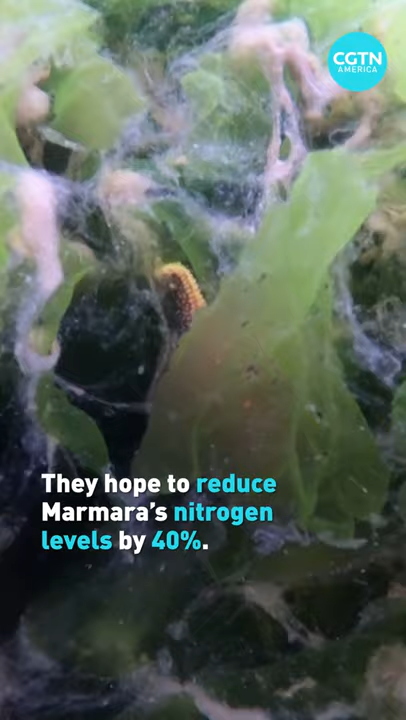 CGTN
AMERICA
They hope to reduce
Marmara's nitrogen
levels by 40%.